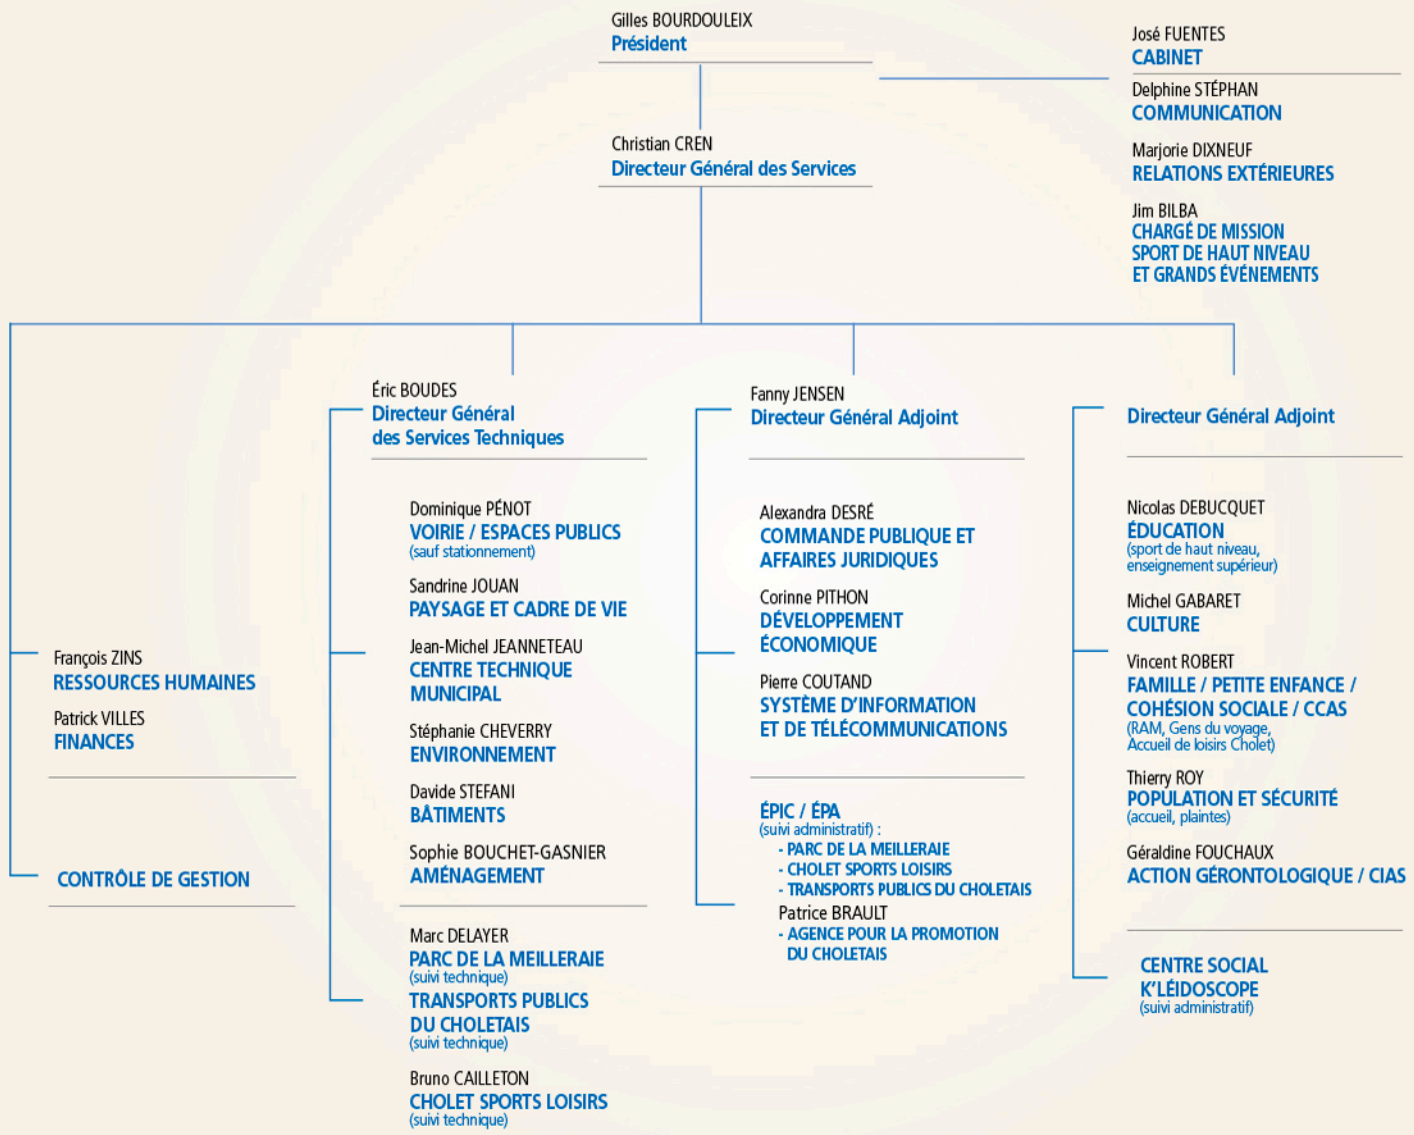 Gilles BOURDOULEIX
Président
José FUENTES
CABINET
Delphine STÉPHAN
COMMUNICATION
Marjorie DIXNEUF
RELATIONS EXTÉRIEURES
Jim BILBA
CHARGÉ DE MISSION
SPORT DE HAUT NIVEAU
ET GRANDS ÉVÉNEMENTS
Christian CREN
Directeur Général des Services
François ZINS
RESSOURCES HUMAINES
Patrick VILLES
FINANCES
CONTRÔLE DE GESTION
Éric BOUDES
Directeur Général
des Services Techniques
Dominique PÉNOT
VOIRIE / ESPACES PUBLICS
(sauf stationnement)
Sandrine JOUAN
PAYSAGE ET CADRE DE VIE
Jean-Michel JEANNETEAU
CENTRE TECHNIQUE
MUNICIPAL
Stéphanie CHEVERRY
ENVIRONNEMENT
Davide STEFANI
BÂTIMENTS
Sophie BOUCHET-GASNIER
AMÉNAGEMENT
Marc DELAYER
PARC DE LA MEILLERAIE
(suivi technique)
TRANSPORTS PUBLICS
DU CHOLETAIS
(suivi technique)
Bruno CAILLETON
CHOLET SPORTS LOISIRS
(suivi technique)
Fanny JENSEN
Directeur Général Adjoint
Alexandra DESRÉ
COMMANDE PUBLIQUE ET
AFFAIRES JURIDIQUES
Corinne PITHON
DÉVELOPPEMENT
ÉCONOMIQUE
Pierre COUTAND
SYSTÈME D'INFORMATION
ET DE TÉLÉCOMMUNICATIONS
ÉPIC / ÉPA
(suivi administratif) :
- PARC DE LA MEILLERAIE
- CHOLET SPORTS LOISIRS
- TRANSPORTS PUBLICS DU CHOLETAIS
Patrice BRAULT
- AGENCE POUR LA PROMOTION
DU CHOLETAIS
Directeur Général Adjoint
Nicolas DEBUCQUET
ÉDUCATION
(sport de haut niveau,
enseignement supérieur)
Michel GABARET
CULTURE
Vincent ROBERT
FAMILLE / PETITE ENFANCE /
COHÉSION SOCIALE / CCAS
(RAM, Gens du voyage,
Accueil de loisirs Cholet)
Thierry ROY
POPULATION ET SÉCURITÉ
(accueil, plaintes)
Géraldine FOUCHAUX
ACTION GÉRONTOLOGIQUE / CIAS
CENTRE SOCIAL
K'LÉIDOSCOPE
(suivi administratif)